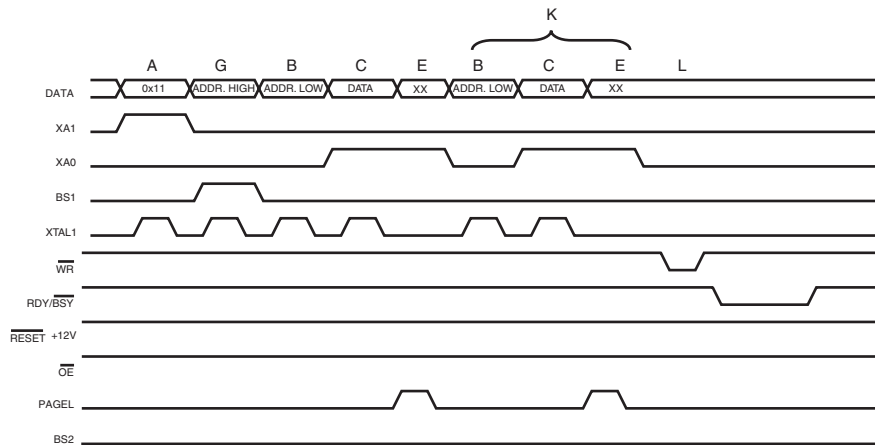 K
A G B C E B C E L
DATA 0x11 ADDR. HIGH ADDR. LOW DATA XX ADDR. LOW DATA XX
XA1
XA0
BS1
XTAL1
WR
RDY/BSY
RESET +12V
OE
PAGEL
BS2